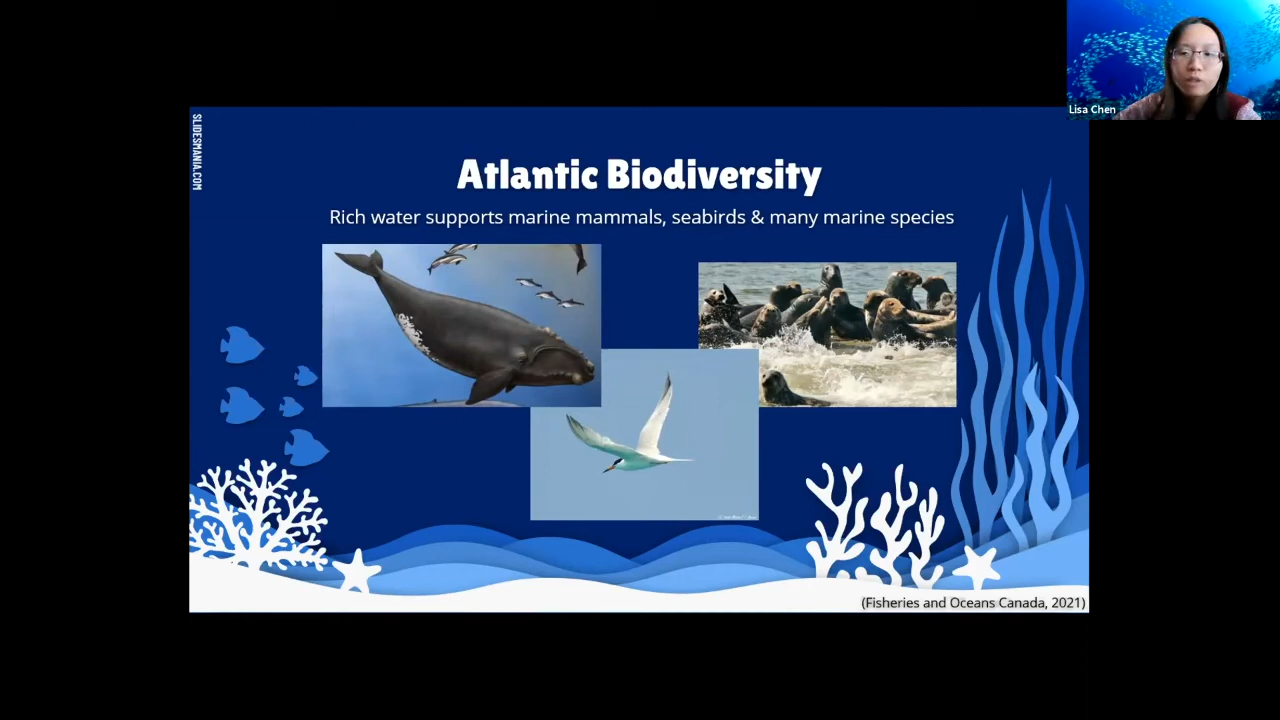 Lisa Chen
SLIDESMANIA.COM
Atlantic Biodiversity
Rich water supports marine mammals, seabirds & many marine species
(Fisheries and Oceans Canada, 2021)